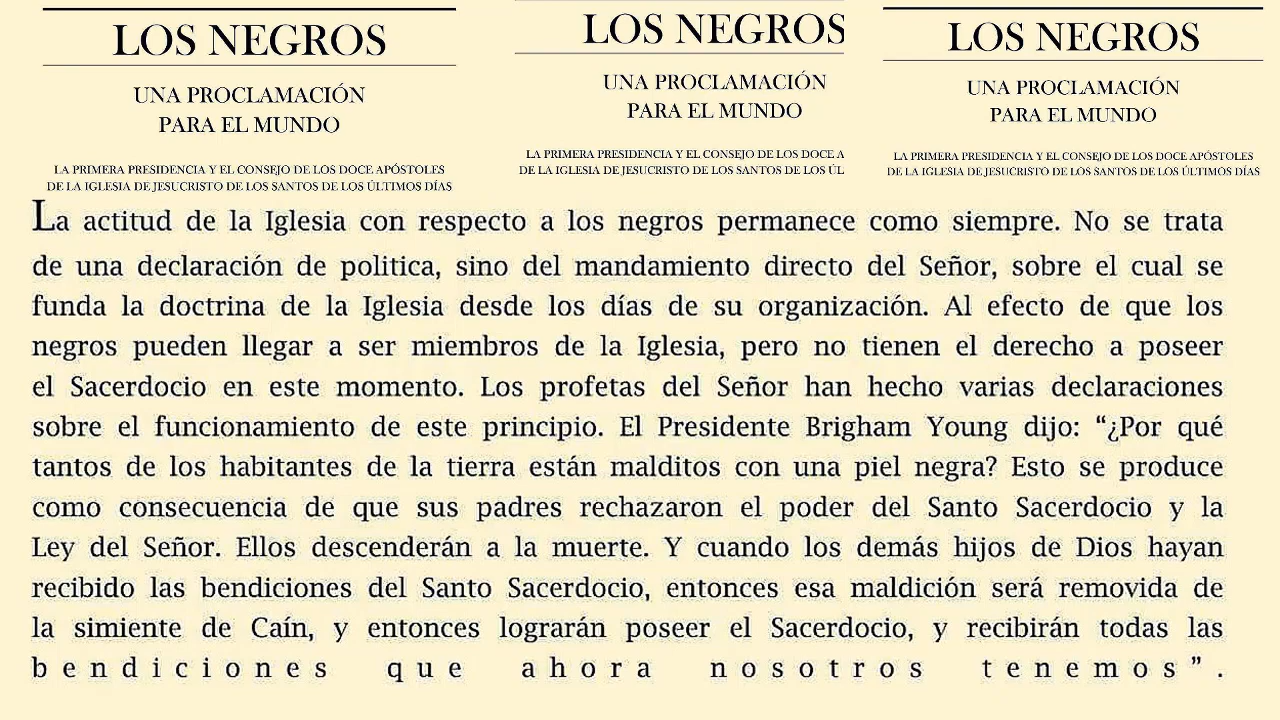 LOS NEGROS
UNA PROCLAMACIÓN
PARA EL MUNDO
LA PRIMERA PRESIDENCIA Y EL CONSEJO DE LOS DOCE APÓSTOLES
DE LA IGLESIA DE JESUCRISTO DE LOS SANTOS DE LOS ÚLTIMOS DÍAS
LOS NEGROS
UNA PROCLAMACIÓN
PARA EL MUNDO
LA PRIMERA PRESIDENCIA Y EL CONSEJO DE LOS DOCE A
DE LA IGLESIA DE JESUCRISTO DE LOS SANTOS DE LOS ÚL
LOS NEGROS
UNA PROCLAMACIÓN
PARA EL MUNDO
LA PRIMERA PRESIDENCIA Y EL CONSEJO DE LOS DOCE APÓSTOLES
DE LA IGLESIA DE JESUCRISTO DE LOS SANTOS DE LOS ÚLTIMOS DÍAS
La actitud de la Iglesia con respecto a los negros permanece como siempre. No se trata
de una declaración de politica, sino del mandamiento directo del Señor, sobre el cual se
funda la doctrina de la Iglesia desde los días de su organización. Al efecto de que los
negros pueden llegar a ser miembros de la Iglesia, pero no tienen el derecho a poseer
el Sacerdocio en este momento. Los profetas del Señor han hecho varias declaraciones
sobre el funcionamiento de este principio. El Presidente Brigham Young dijo: “¿Por qué
tantos de los habitantes de la tierra están malditos con una piel negra? Esto se produce
como consecuencia de que sus padres rechazaron el poder del Santo Sacerdocio y la
Ley del Señor. Ellos descenderán a la muerte. Y cuando los demás hijos de Dios hayan
recibido las bendiciones del Santo Sacerdocio, entonces esa maldición será removida de
la simiente de Caín, y entonces lograrán poseer el Sacerdocio, y recibirán todas las
bendiciones que ahora nosotros tenemos”.